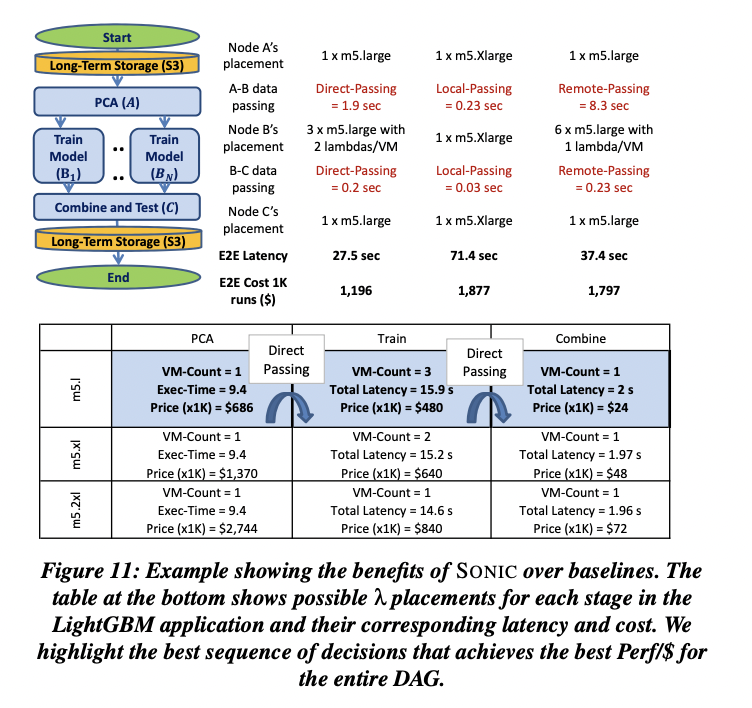 Start
Long-Term Storage (S3)
PCA (A)
Train Model (B1)
..
..
Train Model (BN)
Combine and Test (C)
Long-Term Storage (S3)
End
Node A's placement
1 x m5.large
1 x m5.Xlarge
1 x m5.large
A-B data passing
Direct-Passing = 1.9 sec
Local-Passing = 0.23 sec
Remote-Passing = 8.3 sec
Node B's placement
3 x m5.large with 2 lambdas/VM
1 x m5.Xlarge
6 x m5.large with 1 lambda/VM
B-C data passing
Direct-Passing = 0.2 sec
Local-Passing = 0.03 sec
Remote-Passing = 0.23 sec
Node C's placement
1 x m5.large
1 x m5.Xlarge
1 x m5.large
E2E Latency
27.5 sec
71.4 sec
37.4 sec
E2E Cost 1K runs ($)
1,196
1,877
1,797
PCA
Train
Combine
Direct Passing
Direct Passing
m5.l
VM-Count = 1
Exec-Time = 9.4
Price (x1K) = $686
VM-Count = 3
Total Latency = 15.9 s
Price (x1K) = $480
VM-Count = 1
Total Latency = 2 s
Price (x1K) = $24
m5.xl
VM-Count = 1
Exec-Time = 9.4
Price (x1K) = $1,370
VM-Count = 2
Total Latency = 15.2 s
Price (x1K) = $640
VM-Count = 1
Total Latency = 1.97 s
Price (x1K) = $48
m5.2xl
VM-Count = 1
Exec-Time = 9.4
Price (x1K) = $2,744
VM-Count = 1
Total Latency = 14.6 s
Price (x1K) = $840
VM-Count = 1
Total Latency = 1.96 s
Price (x1K) = $72
Figure 11: Example showing the benefits of SONIC over baselines. The
table at the bottom shows possible λ placements for each stage in the
LightGBM application and their corresponding latency and cost. We
highlight the best sequence of decisions that achieves the best Perf/$ for
the entire DAG.